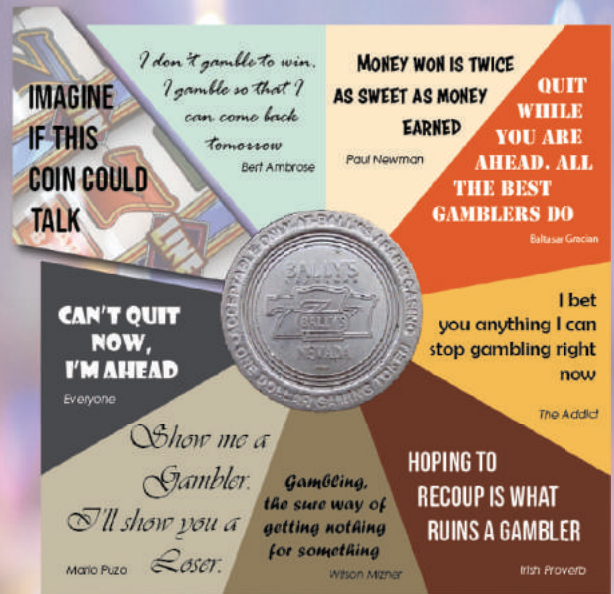 IMAGINE
IF THIS
COIN COULD
TALK
I don't gamble to win.
I gamble so that I
can come back
tomorrow
Bert Ambrose
MONEY WON IS TWICE
AS SWEET AS MONEY
EARNED
Paul Newman
QUIT
WHILE
YOU ARE
AHEAD. ALL
THE BEST
GAMBLERS DO
Baltasar Gracian
I bet
you anything I can
stop gambling right
now
The Addict
HOPING TO
RECOUP IS WHAT
RUINS A GAMBLER
Irish Proverb
Gambling,
the sure way of
getting nothing
for something
Wilson Mizner
Show me a
Gambler.
I'll show you a
Loser.
Mario Puzo
CAN'T QUIT
NOW,
I'M AHEAD
Everyone
BALLY'S
BALLY'S
NEVADA
ONE DOLLAR GAMING TOKEN
LINE